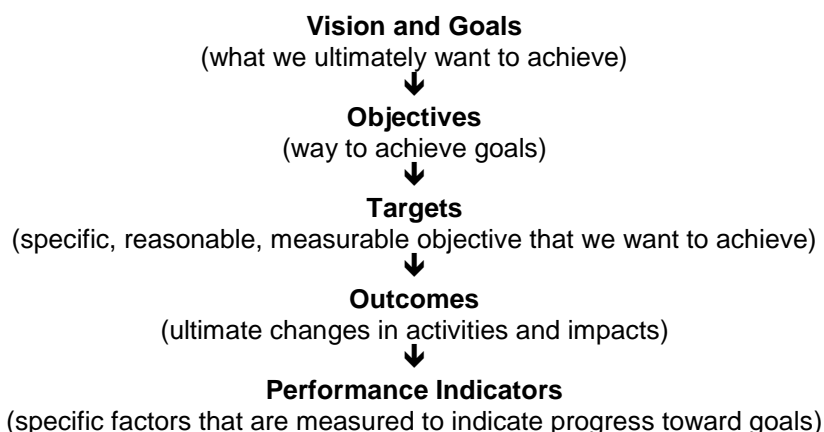 Vision and Goals
(what we ultimately want to achieve)
Objectives
(way to achieve goals)
Targets
(specific, reasonable, measurable objective that we want to achieve)
Outcomes
(ultimate changes in activities and impacts)
Performance Indicators
(specific factors that are measured to indicate progress toward goals)